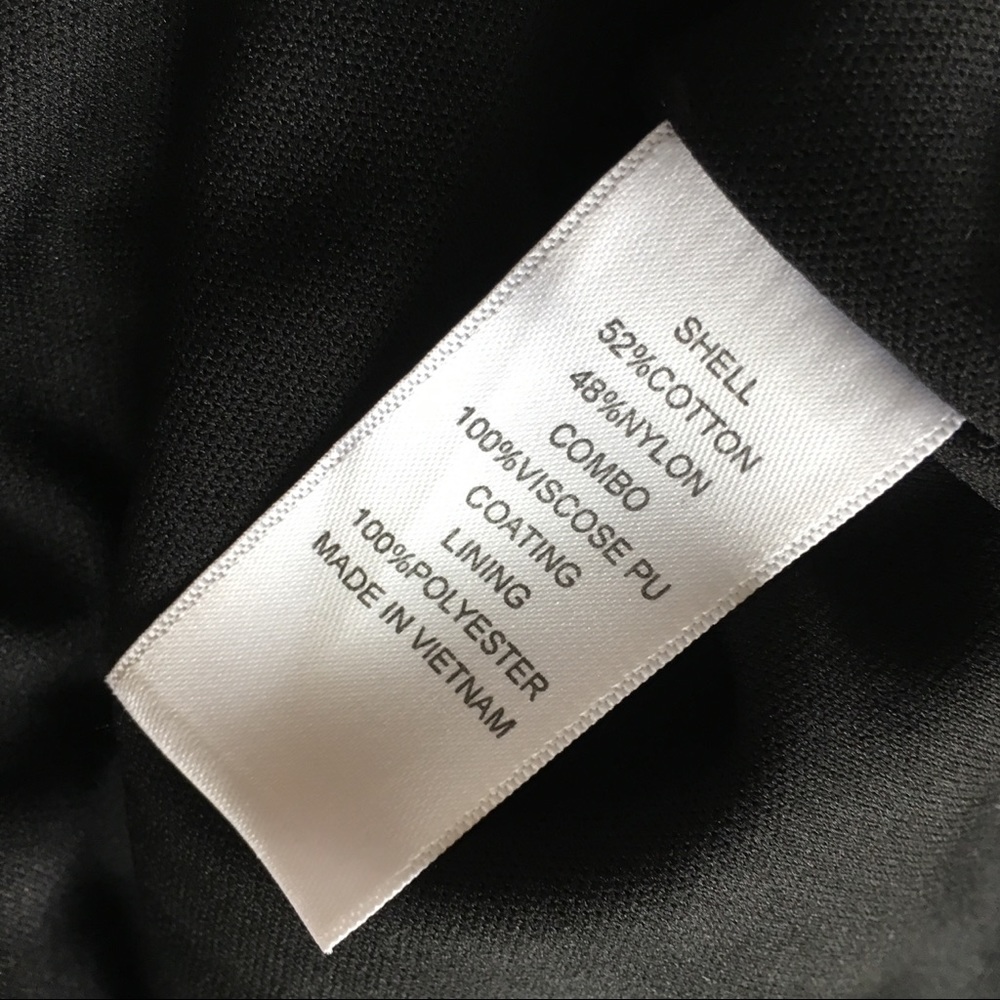 SHELL
52%COTTON
48%NYLON
COMBO
100%VISCOSE PU
COATING
LINING
100%POLYESTER
MADE IN VIETNAM